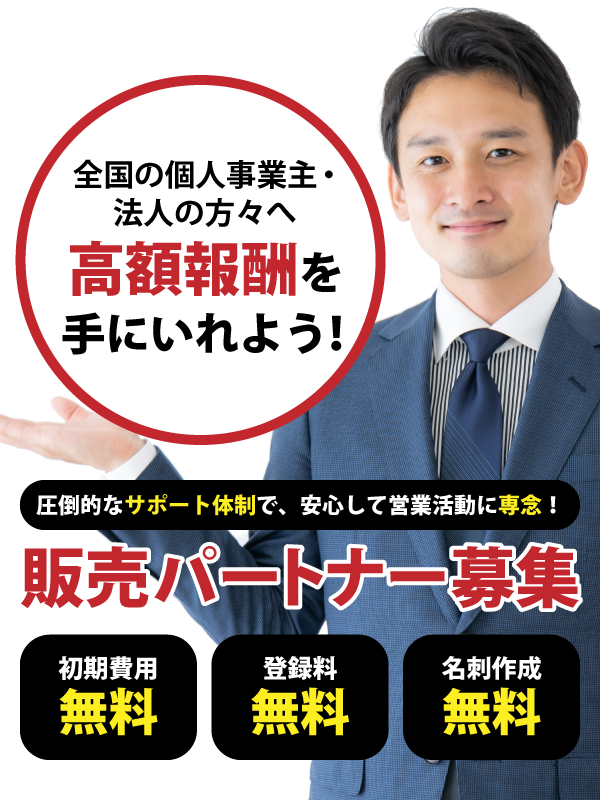 全国の個人事業主・
法人の方々へ
高額報酬を
手にいれよう!
圧倒的なサポート体制で、安心して営業活動に専念！
販売パートナー募集
初期費用
無料
登録料
無料
名刺作成
無料